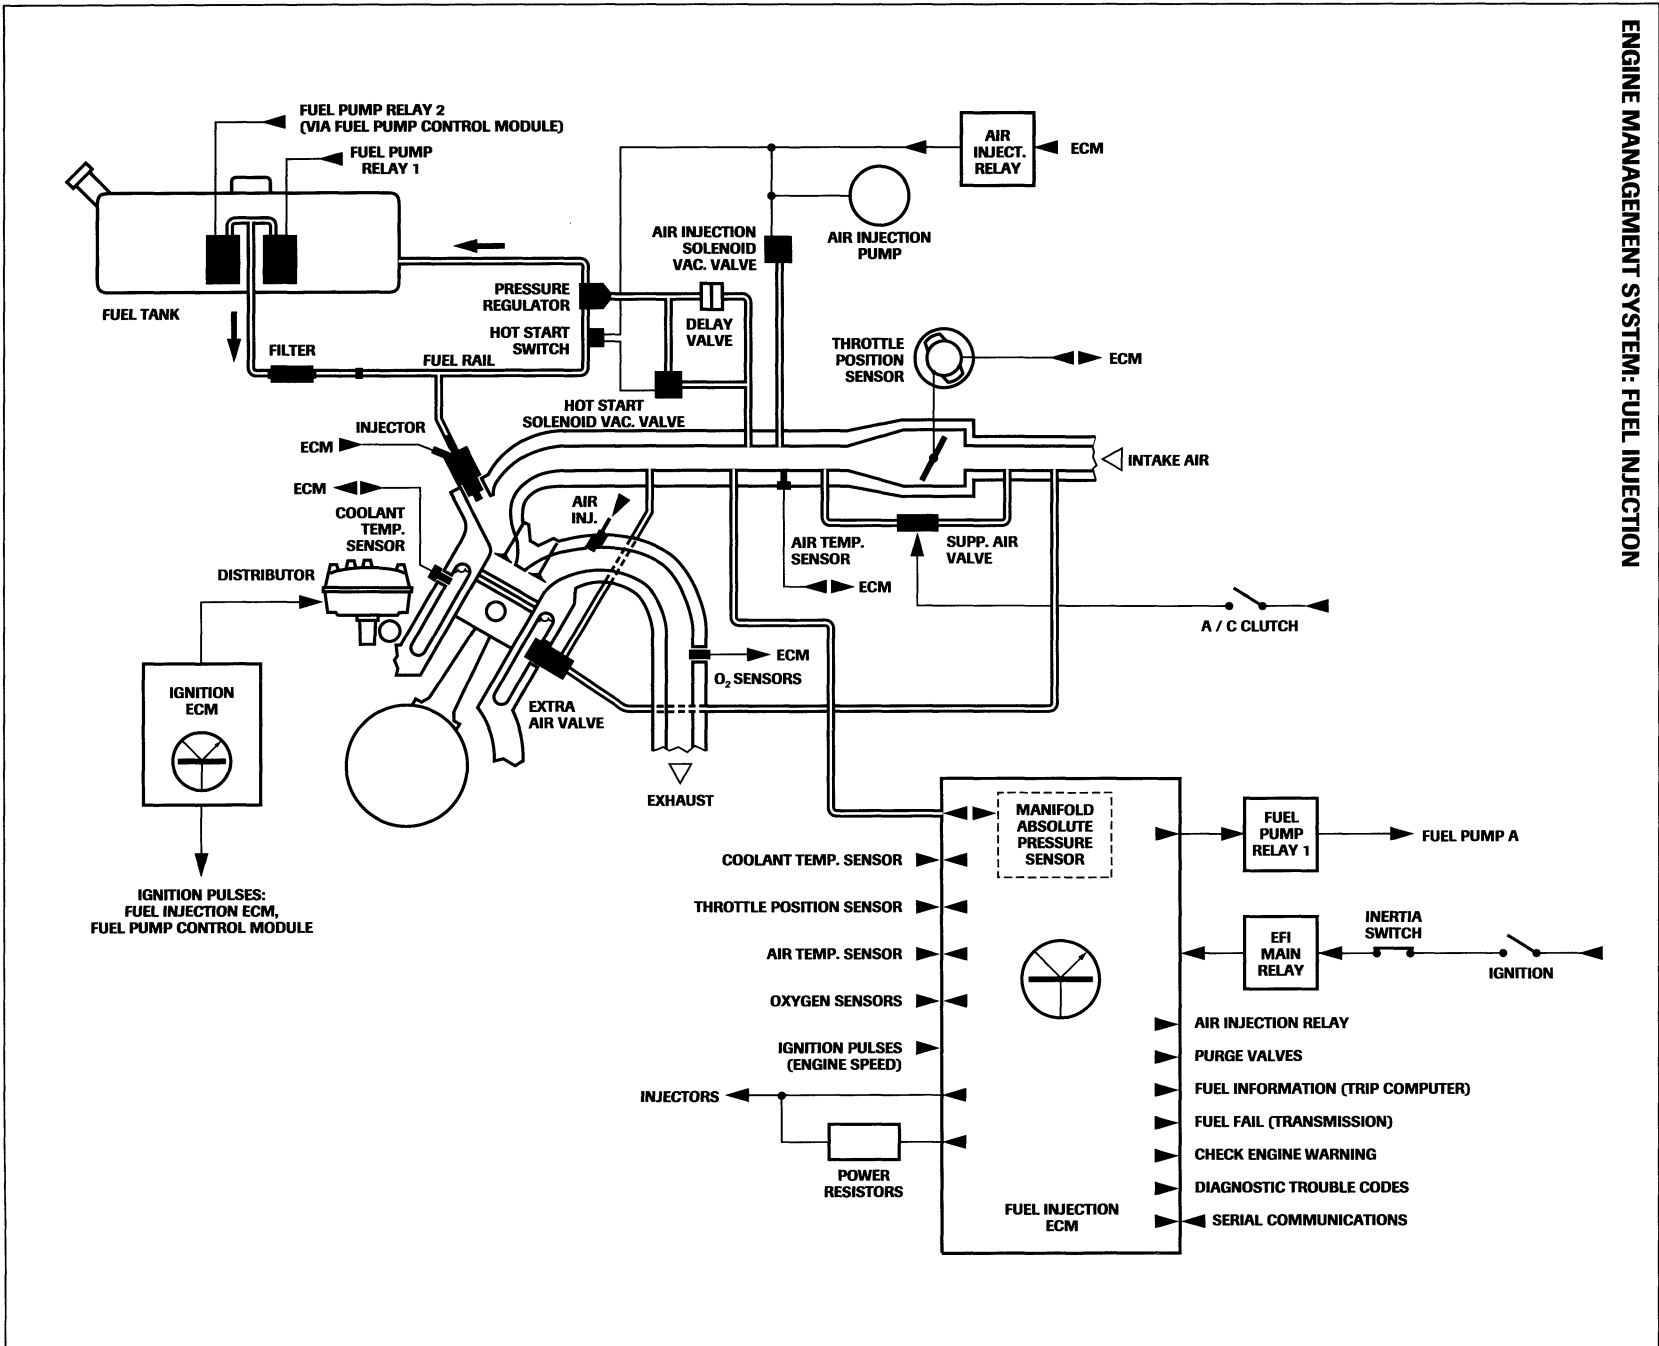 ENGINE MANAGEMENT SYSTEM: FUEL INJECTION
FUEL PUMP RELAY 2
(VIA FUEL PUMP CONTROL MODULE)
FUEL PUMP
RELAY 1
FUEL TANK
FILTER
FUEL RAIL
PRESSURE
REGULATOR
HOT START
SWITCH
DELAY
VALVE
HOT START
SOLENOID VAC. VALVE
AIR INJECTION
SOLENOID
VAC. VALVE
AIR INJECTION
PUMP
AIR
INJECT.
RELAY
ECM
THROTTLE
POSITION
SENSOR
ECM
INTAKE AIR
INJECTOR
ECM
ECM
COOLANT
TEMP.
SENSOR
AIR
INJ.
DISTRIBUTOR
AIR TEMP.
SENSOR
ECM
SUPP. AIR
VALVE
A / C CLUTCH
ECM
O2 SENSORS
EXTRA
AIR VALVE
EXHAUST
IGNITION
ECM
IGNITION PULSES:
FUEL INJECTION ECM,
FUEL PUMP CONTROL MODULE
MANIFOLD
ABSOLUTE
PRESSURE
SENSOR
COOLANT TEMP. SENSOR
THROTTLE POSITION SENSOR
AIR TEMP. SENSOR
OXYGEN SENSORS
IGNITION PULSES
(ENGINE SPEED)
INJECTORS
POWER
RESISTORS
FUEL INJECTION
ECM
FUEL
PUMP
RELAY 1
FUEL PUMP A
EFI
MAIN
RELAY
INERTIA
SWITCH
IGNITION
AIR INJECTION RELAY
PURGE VALVES
FUEL INFORMATION (TRIP COMPUTER)
FUEL FAIL (TRANSMISSION)
CHECK ENGINE WARNING
DIAGNOSTIC TROUBLE CODES
SERIAL COMMUNICATIONS